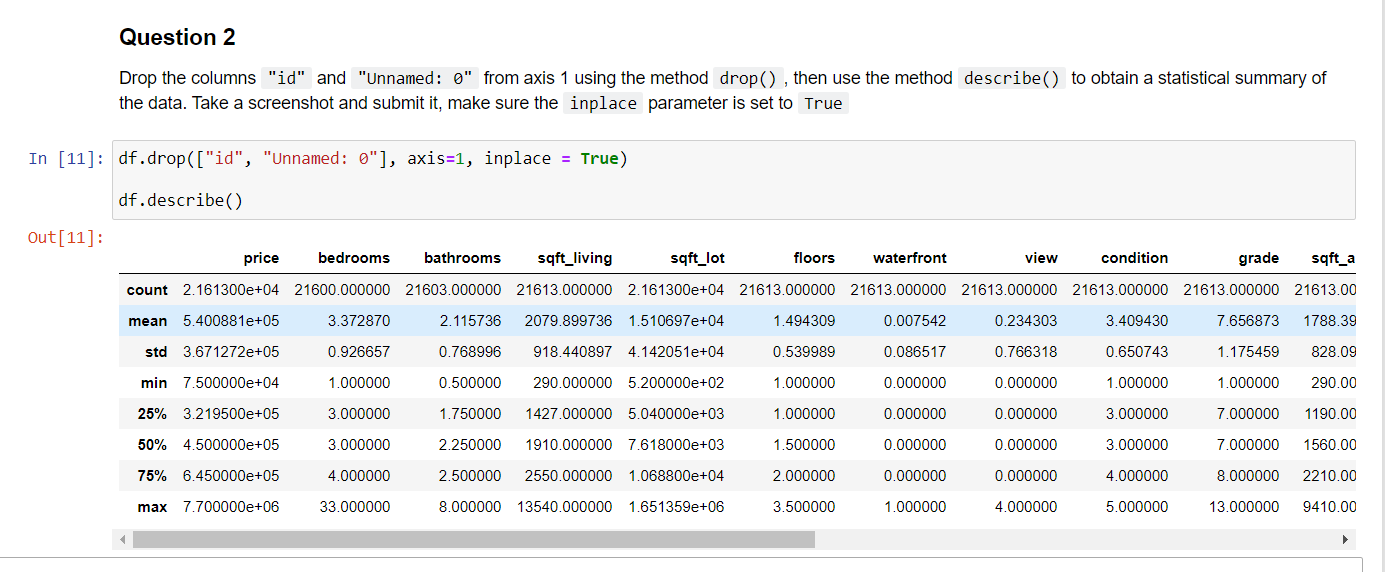 Question 2
Drop the columns "id" and "Unnamed: 0" from axis 1 using the method drop() , then use the method describe() to obtain a statistical summary of
the data. Take a screenshot and submit it, make sure the inplace parameter is set to True
In [11]: df.drop(["id", "Unnamed: 0"], axis=1, inplace = True)
df.describe()
Out[11]:
price bedrooms bathrooms sqft_living sqft_lot floors waterfront view condition grade sqft_a
count 2.161300e+04 21600.000000 21603.000000 21613.000000 2.161300e+04 21613.000000 21613.000000 21613.000000 21613.000000 21613.000000 21613.00
mean 5.400881e+05 3.372870 2.115736 2079.899736 1.510697e+04 1.494309 0.007542 0.234303 3.409430 7.656873 1788.39
std 3.671272e+05 0.926657 0.768996 918.440897 4.142051e+04 0.539989 0.086517 0.766318 0.650743 1.175459 828.09
min 7.500000e+04 1.000000 0.500000 290.000000 5.200000e+02 1.000000 0.000000 0.000000 1.000000 1.000000 290.00
25% 3.219500e+05 3.000000 1.750000 1427.000000 5.040000e+03 1.000000 0.000000 0.000000 3.000000 7.000000 1190.00
50% 4.500000e+05 3.000000 2.250000 1910.000000 7.618000e+03 1.500000 0.000000 0.000000 3.000000 7.000000 1560.00
75% 6.450000e+05 4.000000 2.500000 2550.000000 1.068800e+04 2.000000 0.000000 0.000000 4.000000 8.000000 2210.00
max 7.700000e+06 33.000000 8.000000 13540.000000 1.651359e+06 3.500000 1.000000 4.000000 5.000000 13.000000 9410.00